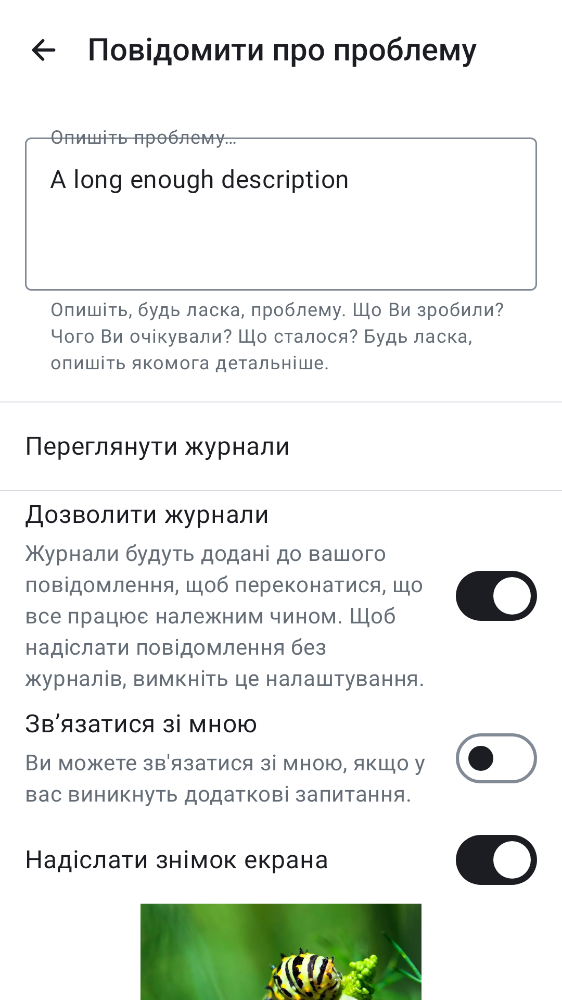 Повідомити про проблему
Опишіть проблему…
A long enough description
Опишіть, будь ласка, проблему. Що Ви зробили?
Чого Ви очікували? Що сталося? Будь ласка,
опишіть якомога детальніше.
Переглянути журнали
Дозволити журнали
Журнали будуть додані до вашого
повідомлення, щоб переконатися, що
все працює належним чином. Щоб
надіслати повідомлення без
журналів, вимкніть це налаштування.
Зв’язатися зі мною
Ви можете зв'язатися зі мною, якщо у
вас виникнуть додаткові запитання.
Надіслати знімок екрана